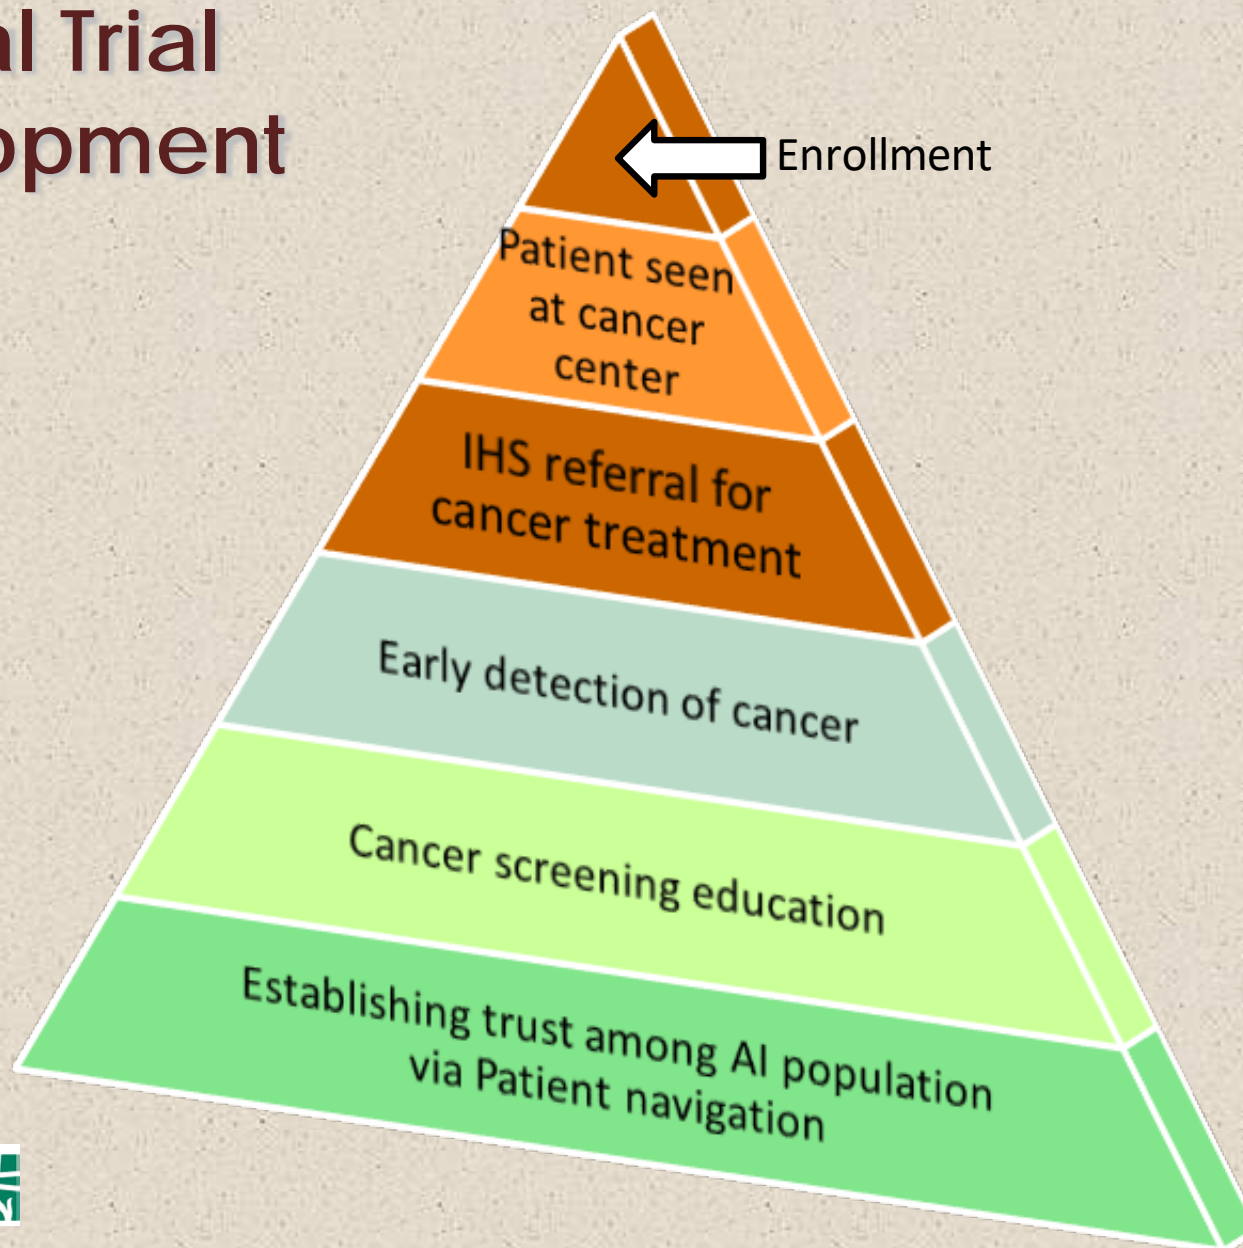 al Trial
opment
Enrollment
Patient seen
at cancer
center
IHS referral for
cancer treatment
Early detection of cancer
Cancer screening education
Establishing trust among AI population
via Patient navigation